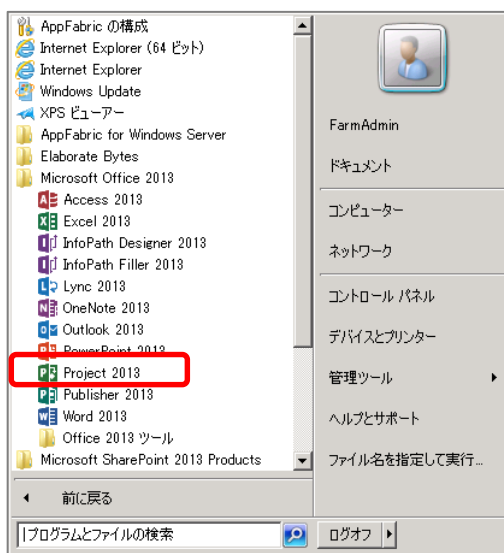 AppFabric の構成
Internet Explorer (64 ビット)
Internet Explorer
Windows Update
XPS ビューアー
AppFabric for Windows Server
Elaborate Bytes
Microsoft Office 2013
Access 2013
Excel 2013
InfoPath Designer 2013
InfoPath Filler 2013
Lync 2013
OneNote 2013
Outlook 2013
PowerPoint 2013
Project 2013
Publisher 2013
Word 2013
Office 2013 ツール
Microsoft SharePoint 2013 Products
前に戻る
プログラムとファイルの検索
FarmAdmin
ドキュメント
コンピューター
ネットワーク
コントロール パネル
デバイスとプリンター
管理ツール
ヘルプとサポート
ファイル名を指定して実行...
ログオフ